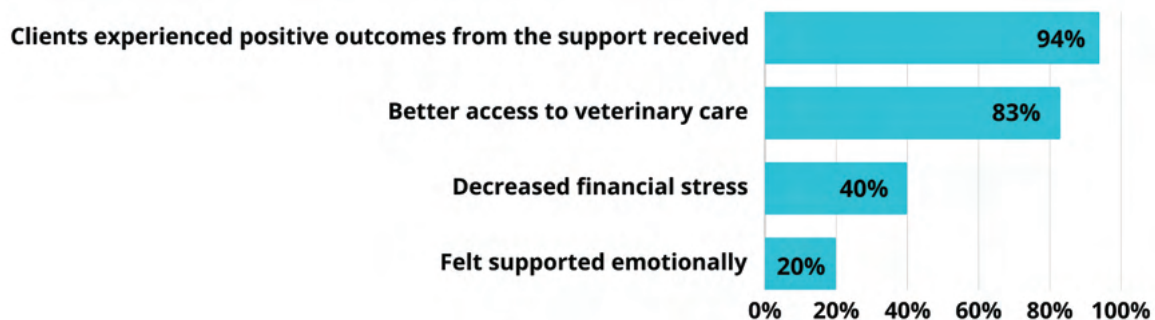 Clients experienced positive outcomes from the support received 94%
Better access to veterinary care 83%
Decreased financial stress 40%
Felt supported emotionally 20%
0% 20% 40% 60% 80% 100%